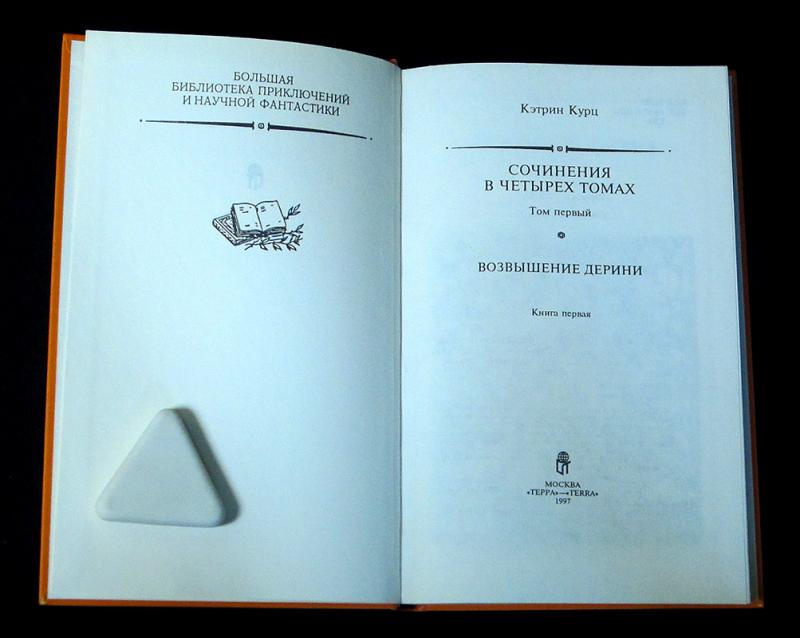 БОЛЬШАЯ
БИБЛИОТЕКА ПРИКЛЮЧЕНИЙ
И НАУЧНОЙ ФАНТАСТИКИ
Кэтрин Курц
СОЧИНЕНИЯ
В ЧЕТЫРЕХ ТОМАХ
Том первый
ВОЗВЫШЕНИЕ ДЕРИНИ
Книга первая
МОСКВА
«ТЕРРА»—«TERRA»
1997